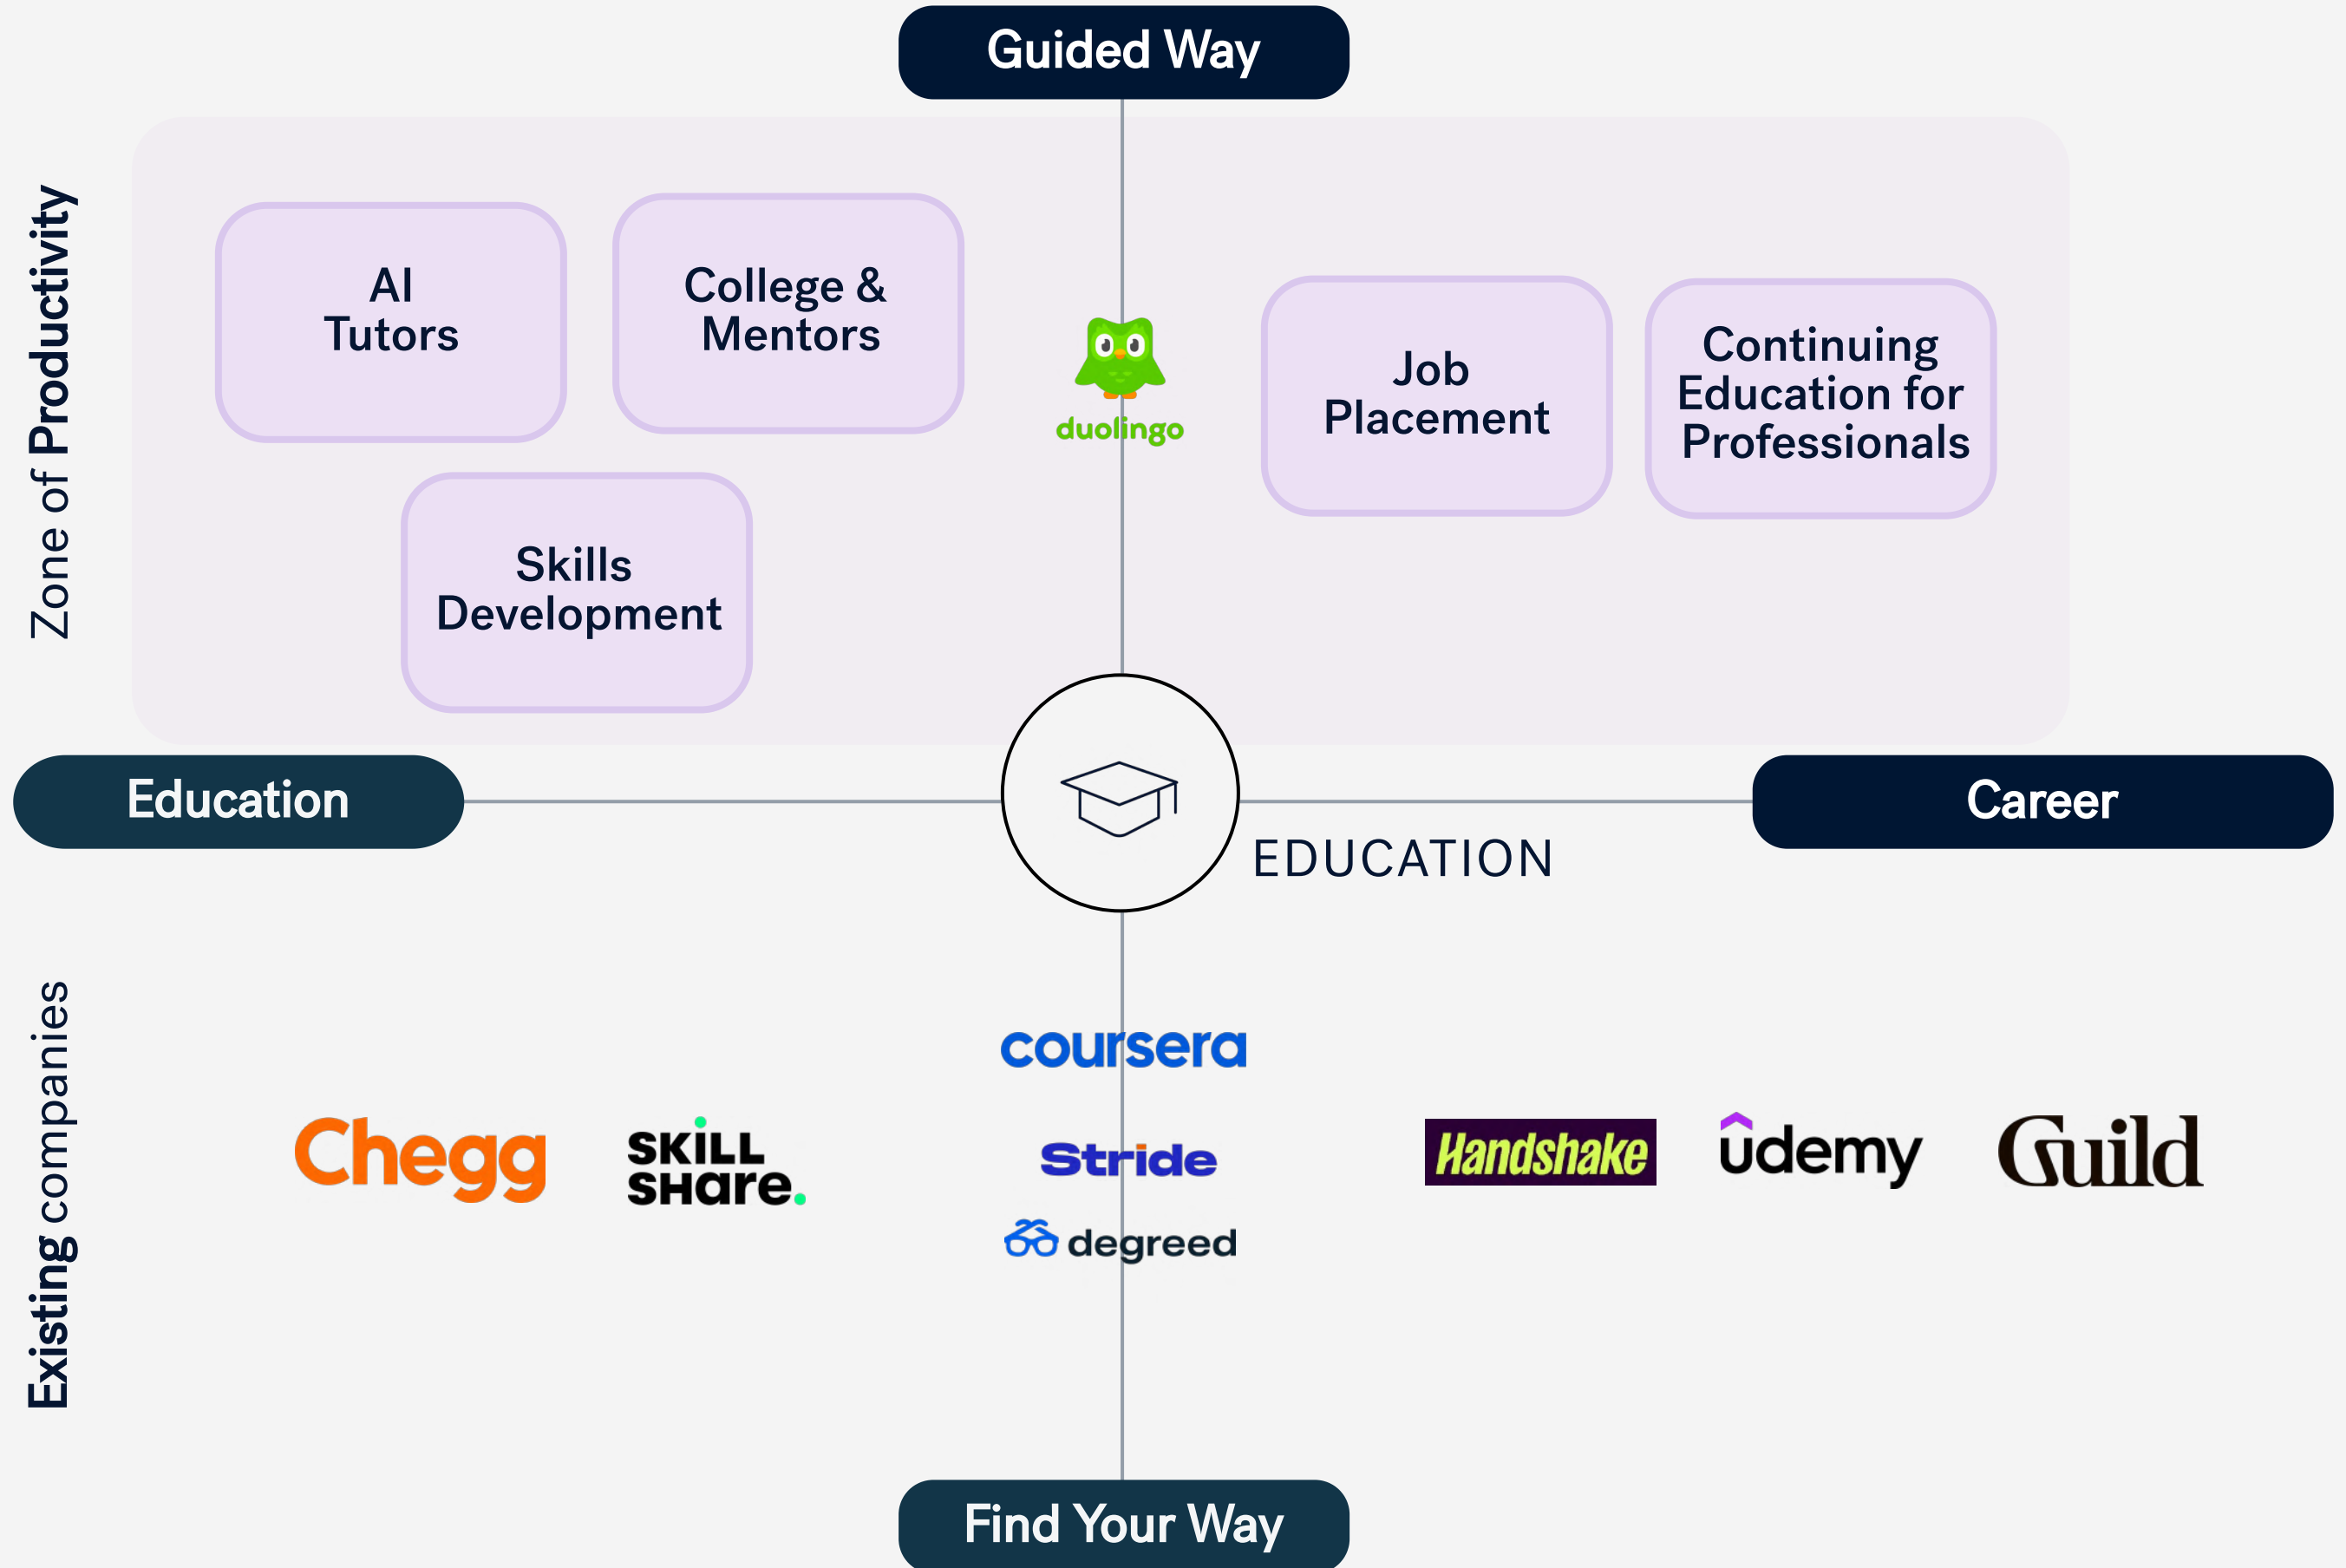 Guided Way
Zone of Productivity
AI
Tutors
College &
Mentors
Skills
Development
duolingo
Job
Placement
Continuing
Education for
Professionals
Education
Career
EDUCATION
Existing companies
Chegg
SKiLL
SHare.
coursera
Stride
degreed
Handshake
udemy
Guild
Find Your Way